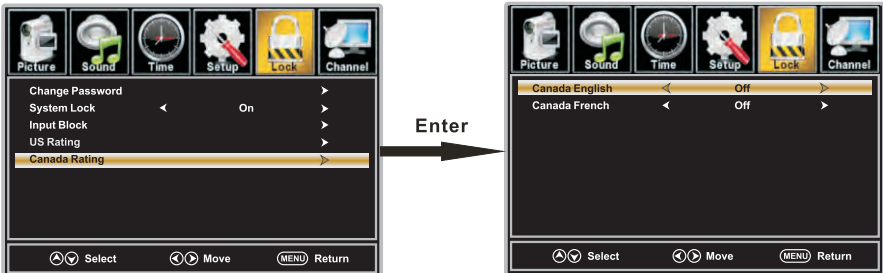 Picture Sound Time Setup Lock Channel
Change Password
System Lock On
Input Block
US Rating
Canada Rating
Select Move MENU Return
Enter
Picture Sound Time Setup Lock Channel
Canada English Off
Canada French Off
Select Move MENU Return